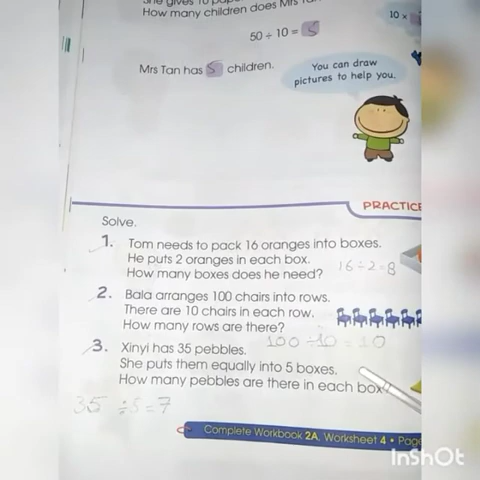 She gives 10
How many children does Mrs
10 ×
50 ÷ 10 = 5
Mrs Tan has 5 children.
You can draw
pictures to help you.
PRACTICE
Solve.
1. Tom needs to pack 16 oranges into boxes.
He puts 2 oranges in each box.
How many boxes does he need? 16÷2=8
2. Bala arranges 100 chairs into rows.
There are 10 chairs in each row.
How many rows are there?
100 ÷10 = 10
3. Xinyi has 35 pebbles.
She puts them equally into 5 boxes.
How many pebbles are there in each box?
35 ÷5=7
Complete Workbook 2A, Worksheet 4 • Page
InShOt